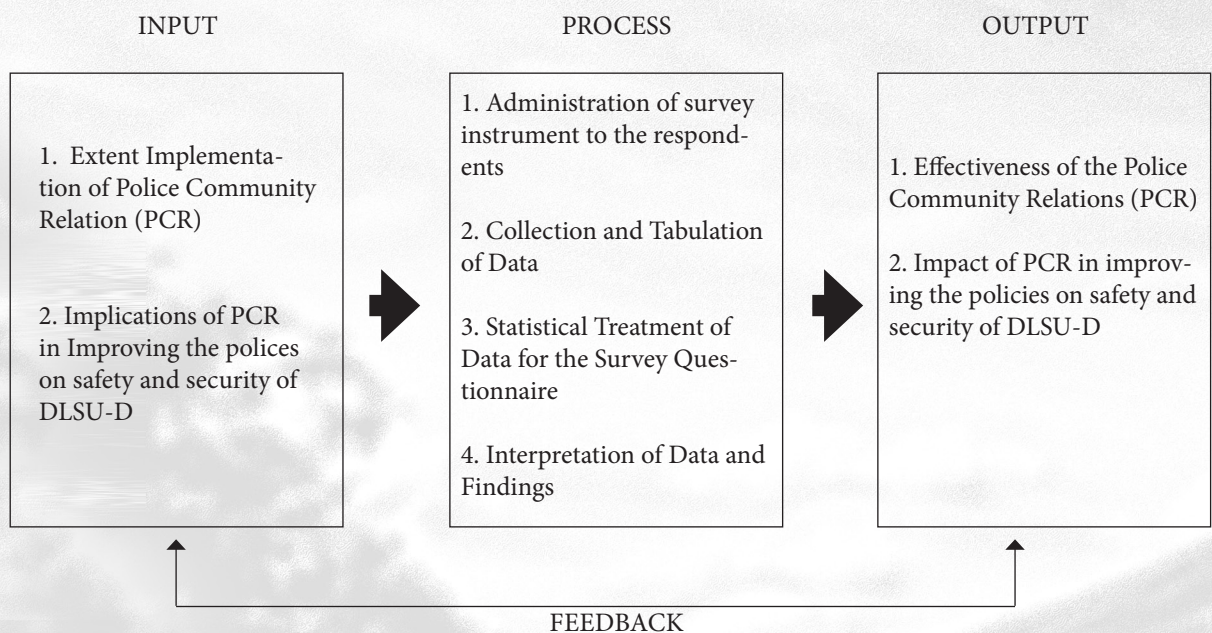 INPUT
PROCESS
OUTPUT
1. Extent Implementa-
tion of Police Community
Relation (PCR)
2. Implications of PCR
in Improving the polices
on safety and security of
DLSU-D
1. Administration of survey
instrument to the respond-
ents
2. Collection and Tabulation
of Data
3. Statistical Treatment of
Data for the Survey Ques-
tionnaire
4. Interpretation of Data and
Findings
1. Effectiveness of the Police
Community Relations (PCR)
2. Impact of PCR in improv-
ing the policies on safety and
security of DLSU-D
FEEDBACK